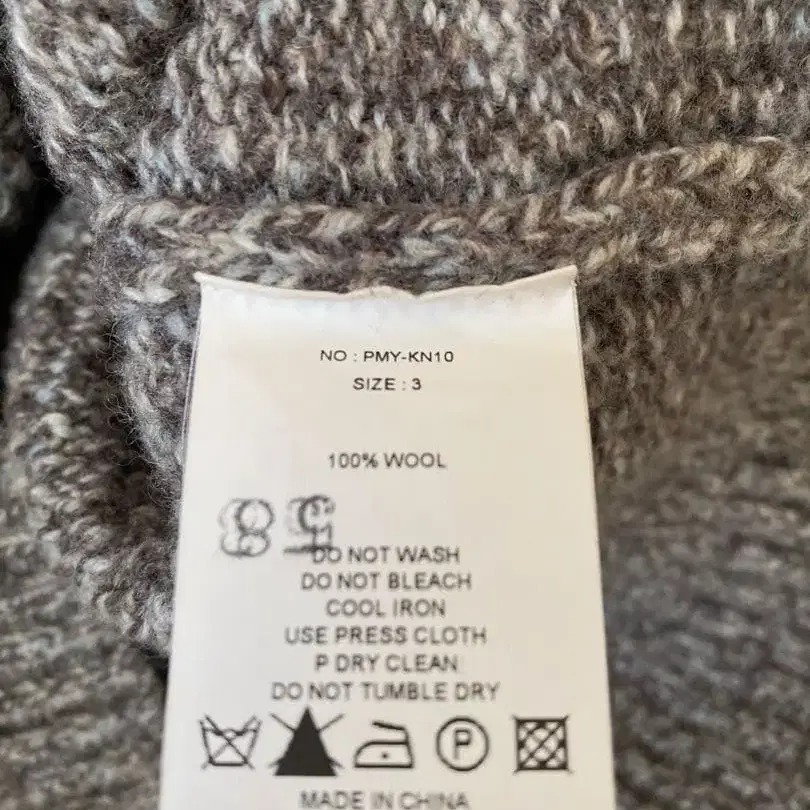 NO : PMY-KN10
SIZE : 3
100% WOOL
DO NOT WASH
DO NOT BLEACH
COOL IRON
USE PRESS CLOTH
P DRY CLEAN
DO NOT TUMBLE DRY
P
MADE IN CHINA